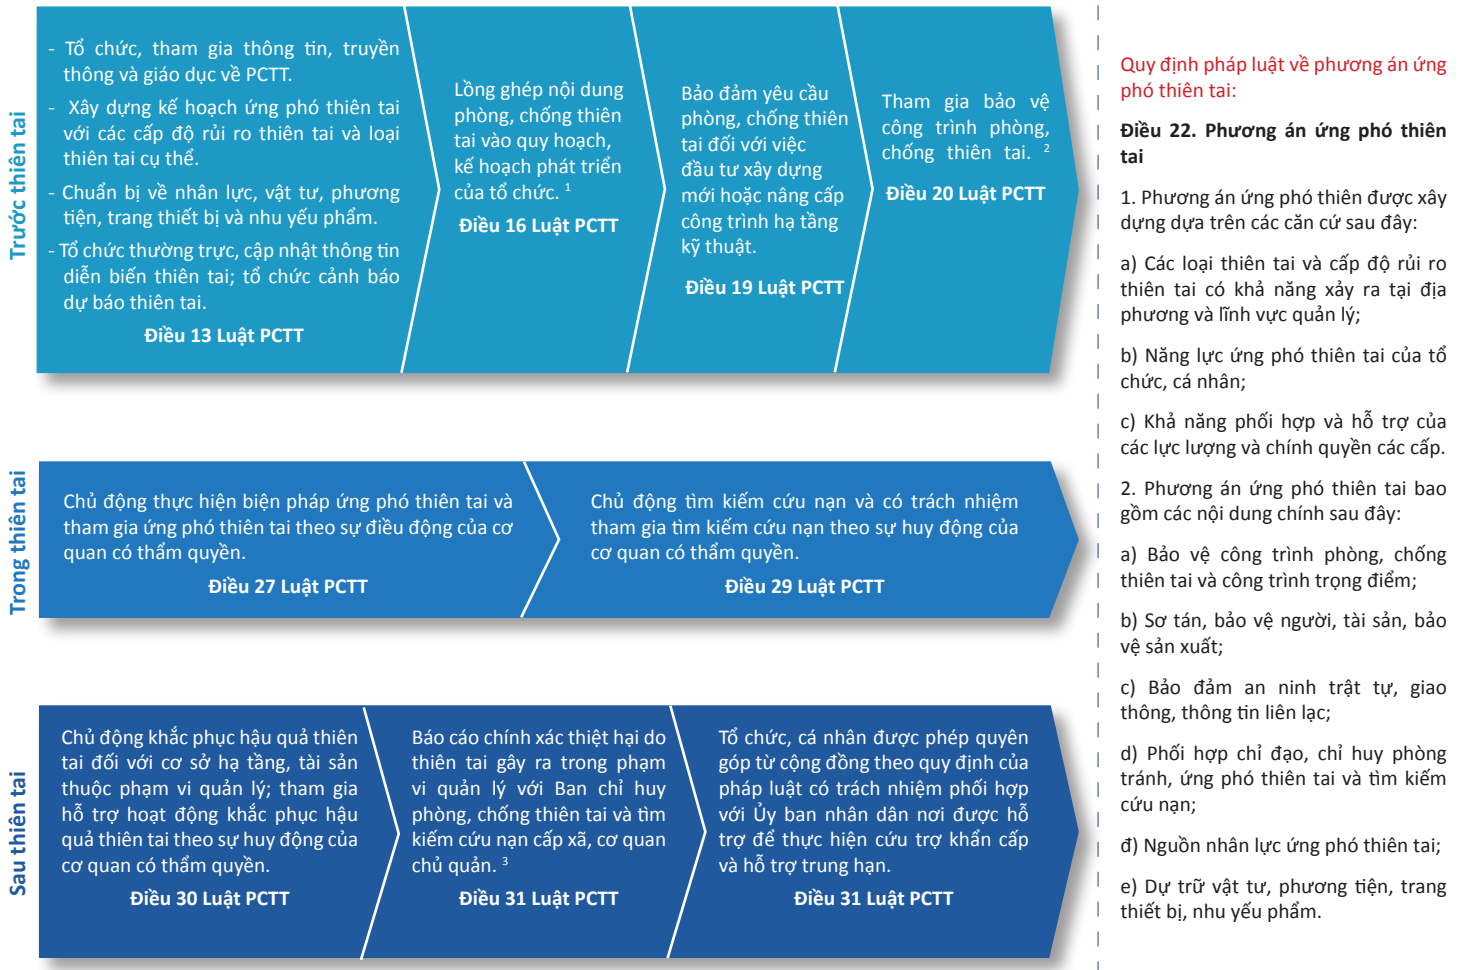 Trước thiên tai
- Tổ chức, tham gia thông tin, truyền
thông và giáo dục về PCTT.
- Xây dựng kế hoạch ứng phó thiên tai
với các cấp độ rủi ro thiên tai và loại
thiên tai cụ thể.
- Chuẩn bị về nhân lực, vật tư, phương
tiện, trang thiết bị và nhu yếu phẩm.
- Tổ chức thường trực, cập nhật thông tin
diễn biến thiên tai; tổ chức cảnh báo
dự báo thiên tai.
Điều 13 Luật PCTT
Lồng ghép nội dung
phòng, chống thiên
tai vào quy hoạch,
kế hoạch phát triển
của tổ chức. 1
Điều 16 Luật PCTT
Bảo đảm yêu cầu
phòng, chống thiên
tai đối với việc
đầu tư xây dựng
mới hoặc nâng cấp
công trình hạ tầng
kỹ thuật.
Điều 19 Luật PCTT
Tham gia bảo vệ
công trình phòng,
chống thiên tai. 2
Điều 20 Luật PCTT
Trong thiên tai
Chủ động thực hiện biện pháp ứng phó thiên tai và
tham gia ứng phó thiên tai theo sự điều động của cơ
quan có thẩm quyền.
Điều 27 Luật PCTT
Chủ động tìm kiếm cứu nạn và có trách nhiệm
tham gia tìm kiếm cứu nạn theo sự huy động của
cơ quan có thẩm quyền.
Điều 29 Luật PCTT
Sau thiên tai
Chủ động khắc phục hậu quả thiên
tai đối với cơ sở hạ tầng, tài sản
thuộc phạm vi quản lý; tham gia
hỗ trợ hoạt động khắc phục hậu
quả thiên tai theo sự huy động của
cơ quan có thẩm quyền.
Điều 30 Luật PCTT
Báo cáo chính xác thiệt hại do
thiên tai gây ra trong phạm
vi quản lý với Ban chỉ huy
phòng, chống thiên tai và tìm
kiếm cứu nạn cấp xã, cơ quan
chủ quản. 3
Điều 31 Luật PCTT
Tổ chức, cá nhân được phép quyên
góp từ cộng đồng theo quy định của
pháp luật có trách nhiệm phối hợp
với Ủy ban nhân dân nơi được hỗ
trợ để thực hiện cứu trợ khẩn cấp
và hỗ trợ trung hạn.
Điều 31 Luật PCTT
Quy định pháp luật về phương án ứng
phó thiên tai:
Điều 22. Phương án ứng phó thiên
tai
1. Phương án ứng phó thiên được xây
dựng dựa trên các căn cứ sau đây:
a) Các loại thiên tai và cấp độ rủi ro
thiên tai có khả năng xảy ra tại địa
phương và lĩnh vực quản lý;
b) Năng lực ứng phó thiên tai của tổ
chức, cá nhân;
c) Khả năng phối hợp và hỗ trợ của
các lực lượng và chính quyền các cấp.
2. Phương án ứng phó thiên tai bao
gồm các nội dung chính sau đây:
a) Bảo vệ công trình phòng, chống
thiên tai và công trình trọng điểm;
b) Sơ tán, bảo vệ người, tài sản, bảo
vệ sản xuất;
c) Bảo đảm an ninh trật tự, giao
thông, thông tin liên lạc;
d) Phối hợp chỉ đạo, chỉ huy phòng
tránh, ứng phó thiên tai và tìm kiếm
cứu nạn;
đ) Nguồn nhân lực ứng phó thiên tai;
e) Dự trữ vật tư, phương tiện, trang
thiết bị, nhu yếu phẩm.